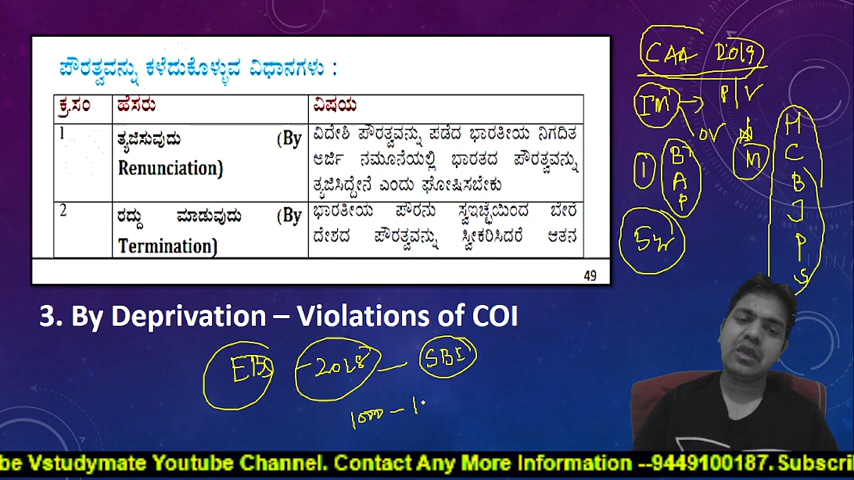 ಪೌರತ್ವವನ್ನು ಕಳೆದುಕೊಳ್ಳುವ ವಿಧಾನಗಳು :
ಕ್ರ.ಸಂ ಹೆಸರು ವಿಷಯ
1 ತ್ಯಜಿಸುವುದು (By Renunciation) ವಿದೇಶಿ ಪೌರತ್ವವನ್ನು ಪಡೆದ ಭಾರತೀಯ ನಿಗದಿತ
ಅರ್ಜಿ ನಮೂನೆಯಲ್ಲಿ ಭಾರತದ ಪೌರತ್ವವನ್ನು
ತ್ಯಜಿಸಿದ್ದೇನೆ ಎಂದು ಘೋಷಿಸಬೇಕು
2 ರದ್ದು ಮಾಡುವುದು (By Termination) ಭಾರತೀಯ ಪೌರನು ಸ್ವಇಚ್ಛೆಯಿಂದ ಬೇರೆ
ದೇಶದ ಪೌರತ್ವವನ್ನು ಸ್ವೀಕರಿಸಿದರೆ ಆತನ
49
3. By Deprivation – Violations of COI
CAA 2019
IM P V
OV
M
1 B
A
P
H
C
B
J
P
S
2018 SBI
1000 -
be Vstudymate Youtube Channel. Contact Any More Information --9449100187. Subscri